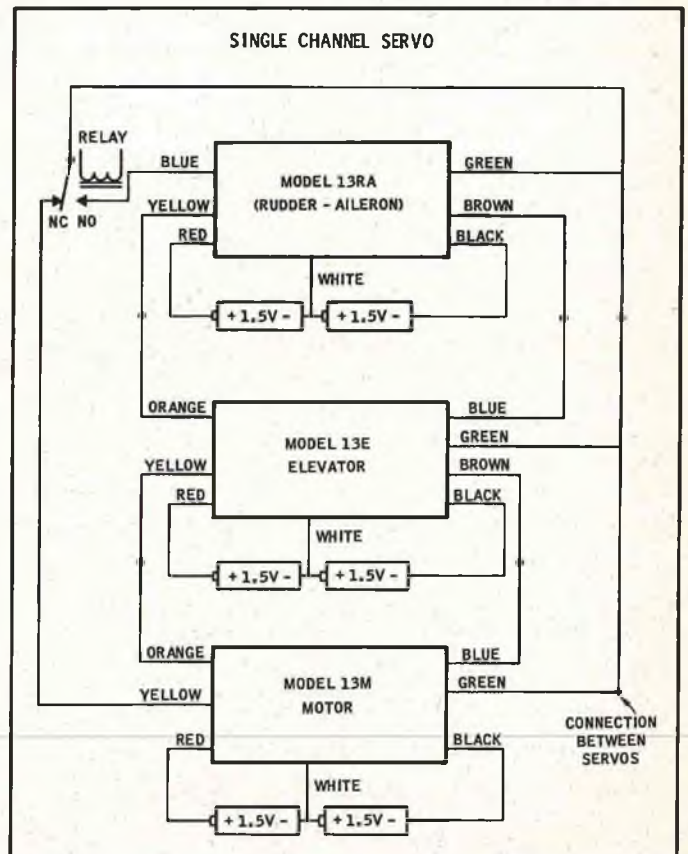 SINGLE CHANNEL SERVO
RELAY
BLUE
GREEN
MODEL 13RA
(RUDDER - AILERON)
YELLOW
BROWN
NC NO
RED
BLACK
WHITE
+ 1.5V -
+ 1.5V -
ORANGE
BLUE
MODEL 13E
ELEVATOR
GREEN
YELLOW
BROWN
RED
BLACK
WHITE
+ 1.5V -
+ 1.5V -
ORANGE
BLUE
MODEL 13M
MOTOR
GREEN
YELLOW
CONNECTION
BETWEEN
SERVOS
RED
BLACK
WHITE
+ 1.5V -
+ 1.5V -